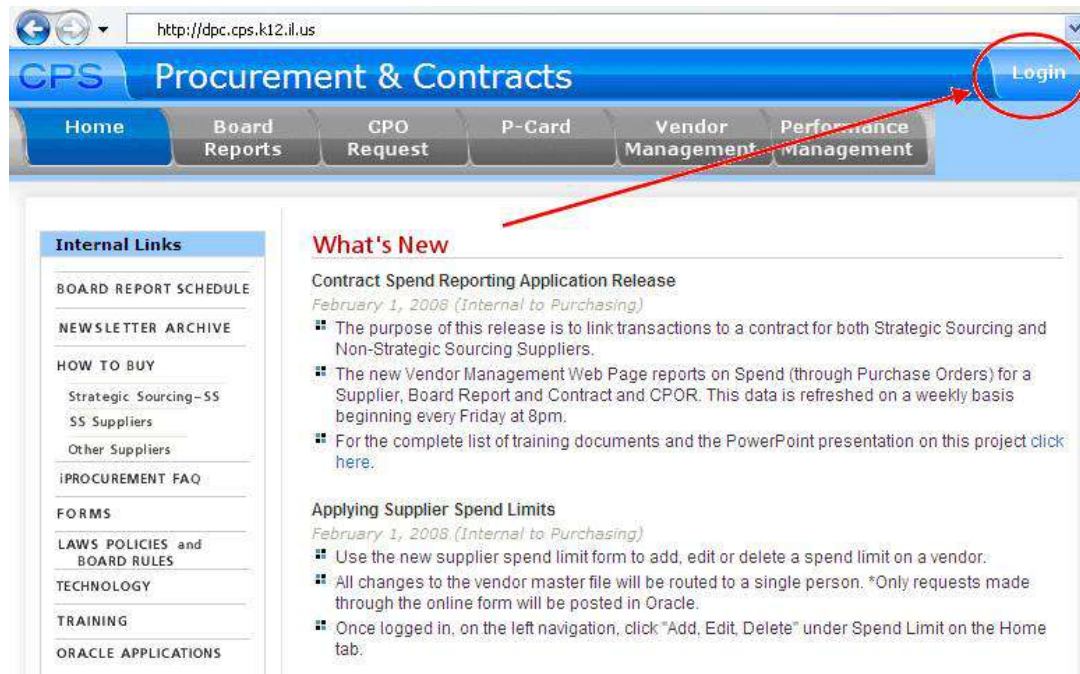 http://dpc.cps.k12.il.us
CPS Procurement & Contracts Login
Home Board Reports CPO Request P-Card Vendor Management Performance Management
Internal Links
BOARD REPORT SCHEDULE
NEWSLETTER ARCHIVE
HOW TO BUY
Strategic Sourcing-SS
SS Suppliers
Other Suppliers
iPROCUREMENT FAQ
FORMS
LAWS POLICIES and
BOARD RULES
TECHNOLOGY
TRAINING
ORACLE APPLICATIONS
What's New
Contract Spend Reporting Application Release
February 1, 2008 (Internal to Purchasing)
The purpose of this release is to link transactions to a contract for both Strategic Sourcing and
Non-Strategic Sourcing Suppliers.
The new Vendor Management Web Page reports on Spend (through Purchase Orders) for a
Supplier, Board Report and Contract and CPOR. This data is refreshed on a weekly basis
beginning every Friday at 8pm.
For the complete list of training documents and the PowerPoint presentation on this project click
here.
Applying Supplier Spend Limits
February 1, 2008 (Internal to Purchasing)
Use the new supplier spend limit form to add, edit or delete a spend limit on a vendor.
All changes to the vendor master file will be routed to a single person. *Only requests made
through the online form will be posted in Oracle.
Once logged in, on the left navigation, click "Add, Edit, Delete" under Spend Limit on the Home
tab.